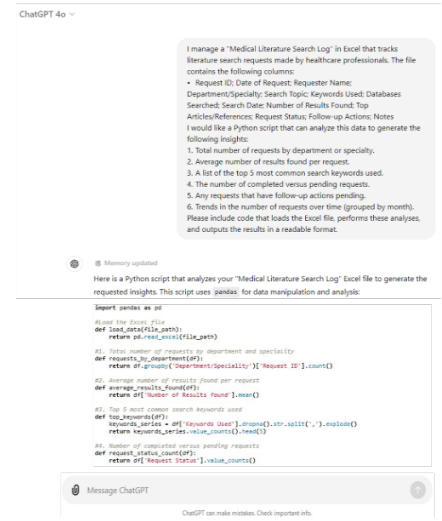 ChatGPT 4o
I manage a "Medical Literature Search Log" in Excel that tracks
literature search requests made by healthcare professionals. The file
contains the following columns:
• Request ID; Date of Request; Requester Name;
Department/Specialty; Search Topic; Keywords Used; Databases
Searched; Search Date; Number of Results Found; Top
Articles/References; Request Status; Follow-up Actions; Notes
I would like a Python script that can analyze this data to generate the
following insights:
1. Total number of requests by department or specialty.
2. Average number of results found per request.
3. A list of the top 5 most common search keywords used.
4. The number of completed versus pending requests.
5. Any requests that have follow-up actions pending.
6. Trends in the number of requests over time (grouped by month).
Please include code that loads the Excel file, performs these analyses,
and outputs the results in a readable format.
Memory updated
Here is a Python script that analyzes your "Medical Literature Search Log" Excel file to generate the
requested insights. This script uses pandas for data manipulation and analysis:
import pandas as pd
#Load the Excel file
def load_data(file_path):
return pd.read_excel(file_path)
#1. Total number of requests by department and speciality
def requests_by_department(df):
return df.groupby('Department/Speciality')['Request ID'].count()
#2. Average number of results found per request
def average_results_found(df):
return df['Number of Results found'].mean()
#3. Top 5 most common search keywords used
def top_keywords(df):
keywords_series = df['Keywords Used'].dropna().str.split(',').explode()
return keywords_series.value_counts().head(5)
#4. Number of completed versus pending requests
def request_status_count(df):
return df['Request Status'].value_counts()
Message ChatGPT
ChatGPT can make mistakes. Check important info.